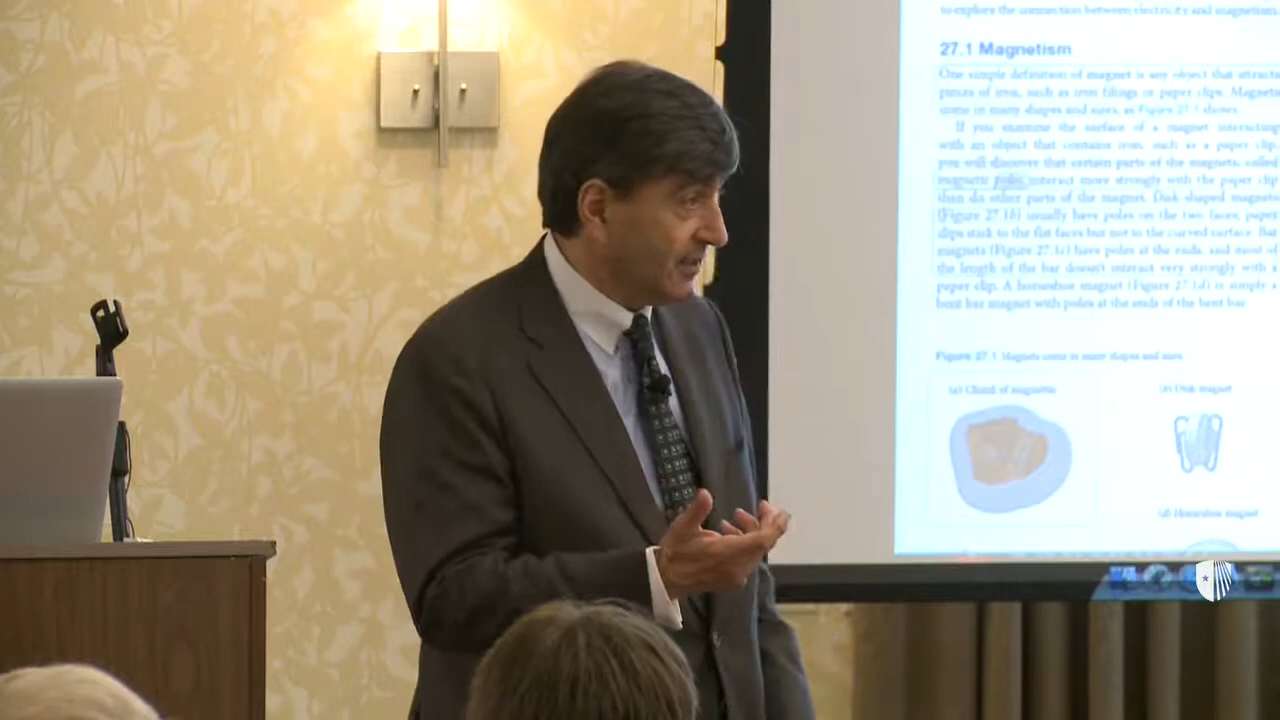 to explore the connection between electricity and magnetism.
27.1 Magnetism
One simple definition of magnet is any object that attracts
pieces of iron, such as iron filings or paper clips. Magnets
come in many shapes and sizes, as Figure 27.1 shows.
If you examine the surface of a magnet interacting
with an object that contains iron, such as a paper clip,
you will discover that certain parts of the magnets, called
magnetic poles, interact more strongly with the paper clip
than do other parts of the magnet. Disk-shaped magnets
(Figure 27.1b) usually have poles on the two faces; paper
clips stick to the flat faces but not to the curved surface. Bar
magnets (Figure 27.1c) have poles at the ends, and most of
the length of the bar doesn't interact very strongly with a
paper clip. A horseshoe magnet (Figure 27.1d) is simply a
bent bar magnet with poles at the ends of the bent bar
Figure 27.1 Magnets come in many shapes and sizes.
(a) Chunk of magnetite
(b) Disk magnet
(d) Horseshoe magnet